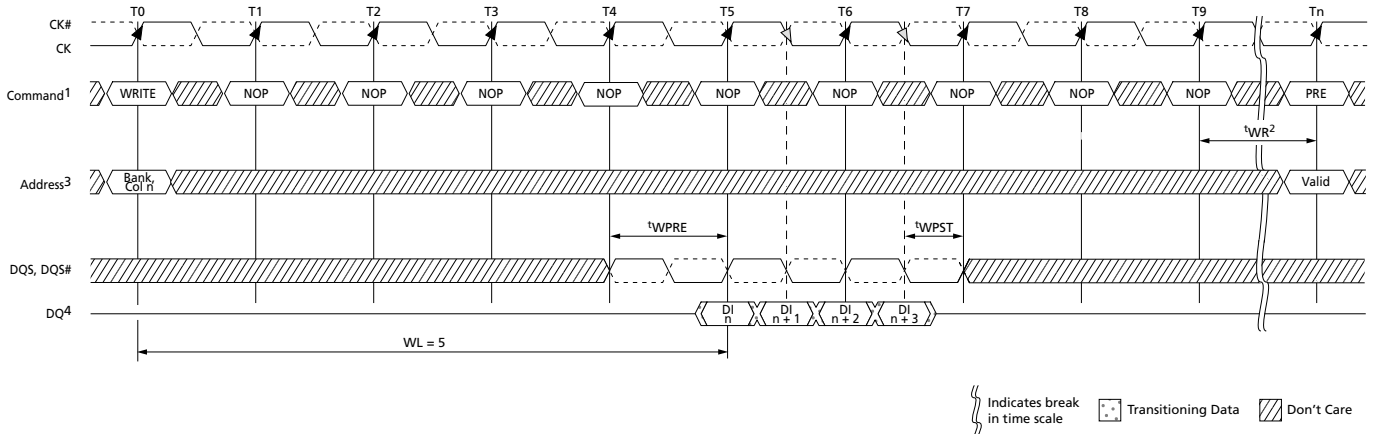 T0 T1 T2 T3 T4 T5 T6 T7 T8 T9 Tn
CK#
CK
Command1 WRITE NOP NOP NOP NOP NOP NOP NOP NOP NOP PRE
tWR2
Address3 Bank, Col n Valid
tWPRE tWPST
DQS, DQS#
DQ4 DI n DI n + 1 DI n + 2 DI n + 3
WL = 5
Indicates break
in time scale
Transitioning Data
Don't Care